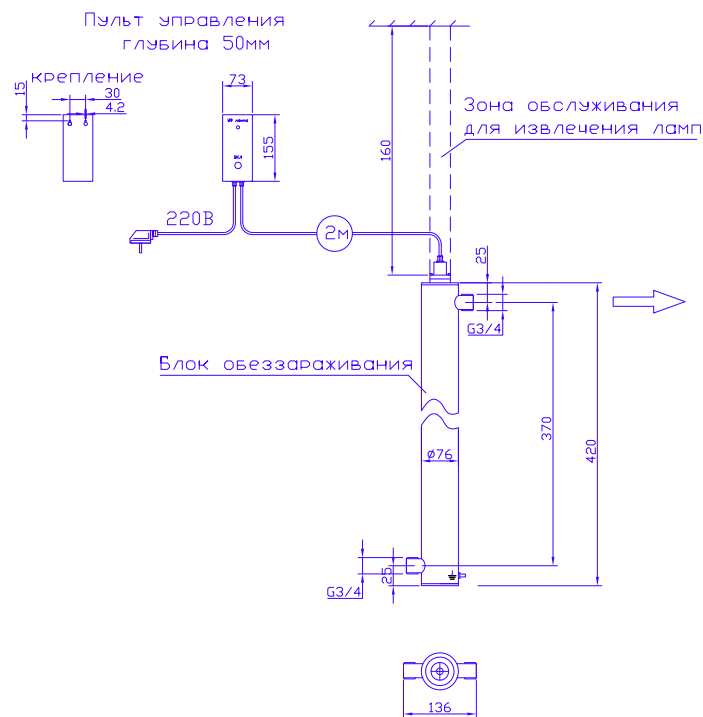 Пульт управления
глубина 50мм
крепление
15
30
4.2
73
155
220В
2м
160
Зона обслуживания
для извлечения ламп
25
G3/4
Блок обеззараживания
370
420
ø76
25
G3/4
136